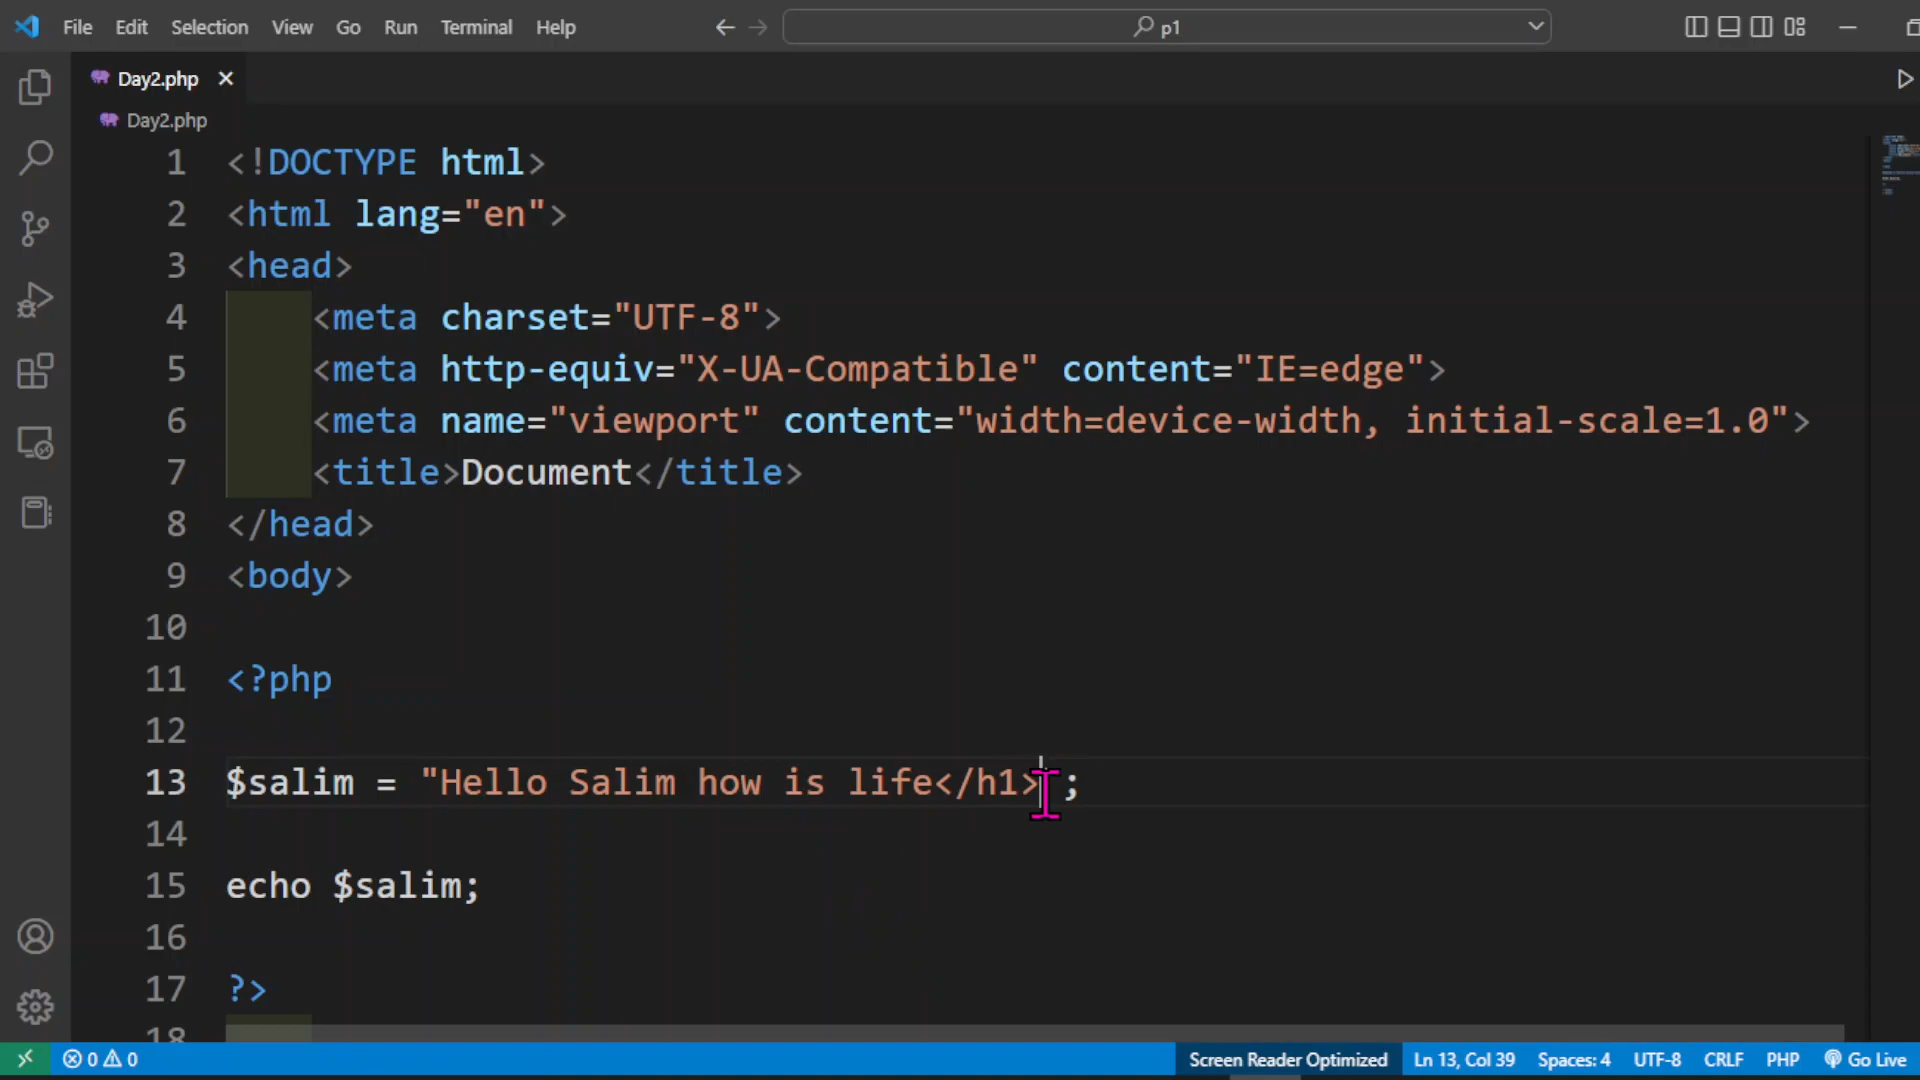 File Edit Selection View Go Run Terminal Help
p1
Day2.php
Day2.php
1 <!DOCTYPE html>
2 <html lang="en">
3 <head>
4 <meta charset="UTF-8">
5 <meta http-equiv="X-UA-Compatible" content="IE=edge">
6 <meta name="viewport" content="width=device-width, initial-scale=1.0">
7 <title>Document</title>
8 </head>
9 <body>
10
11 <?php
12
13 $salim = "Hello Salim how is life</h1>";
14
15 echo $salim;
16
17 ?>
18
0 0 Screen Reader Optimized Ln 13, Col 39 Spaces: 4 UTF-8 CRLF PHP Go Live